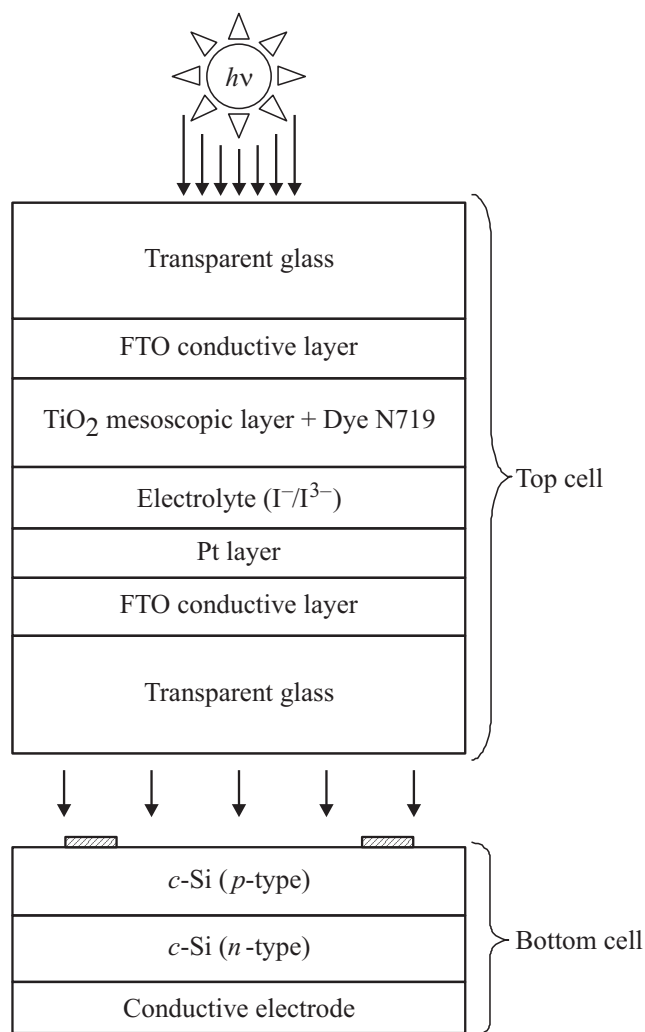 hν
Transparent glass
FTO conductive layer
TiO₂ mesoscopic layer + Dye N719
Electrolyte (I⁻/I³⁻)
Pt layer
FTO conductive layer
Transparent glass
Top cell
c-Si (p-type)
c-Si (n-type)
Conductive electrode
Bottom cell